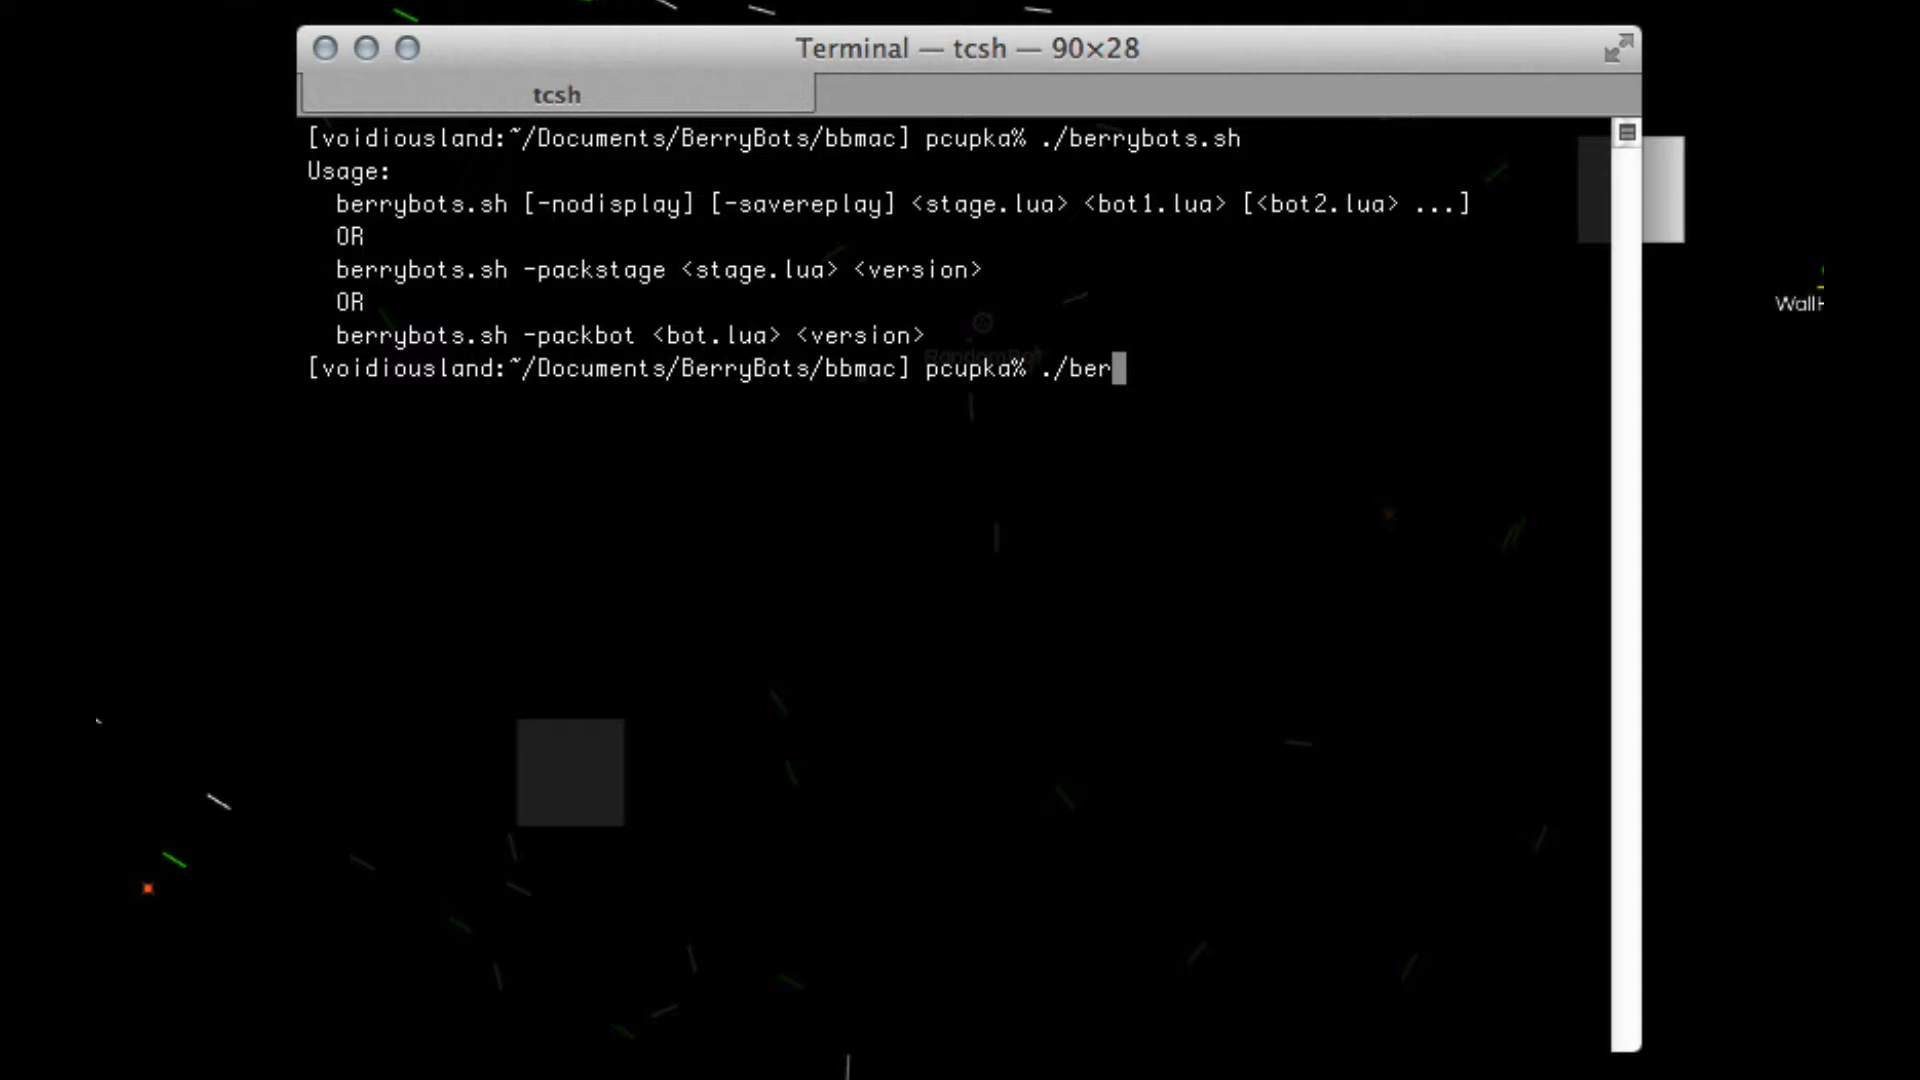 Terminal — tcsh — 90×28
tcsh
[voidiousland:~/Documents/BerryBots/bbmac] pcupka% ./berrybots.sh
Usage:
  berrybots.sh [-nodisplay] [-savereplay] <stage.lua> <bot1.lua> [<bot2.lua> ...]
  OR
  berrybots.sh -packstage <stage.lua> <version>
  OR
  berrybots.sh -packbot <bot.lua> <version>
[voidiousland:~/Documents/BerryBots/bbmac] pcupka% ./ber
RandomBot